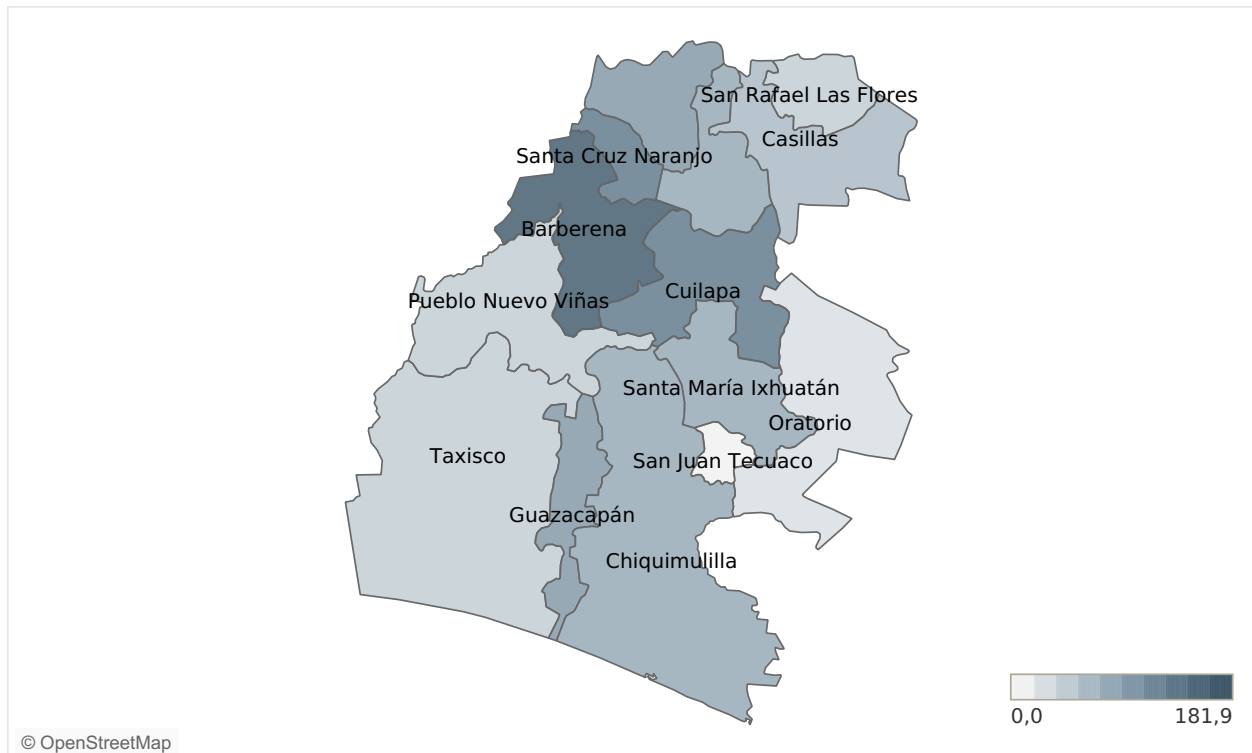 San Rafael Las Flores
Casillas
Santa Cruz Naranjo
Barberena
Cuilapa
Pueblo Nuevo Viñas
Santa María Ixhuatán
Oratorio
Taxisco
San Juan Tecuaco
Guazacapán
Chiquimulilla
0,0
181,9
© OpenStreetMap